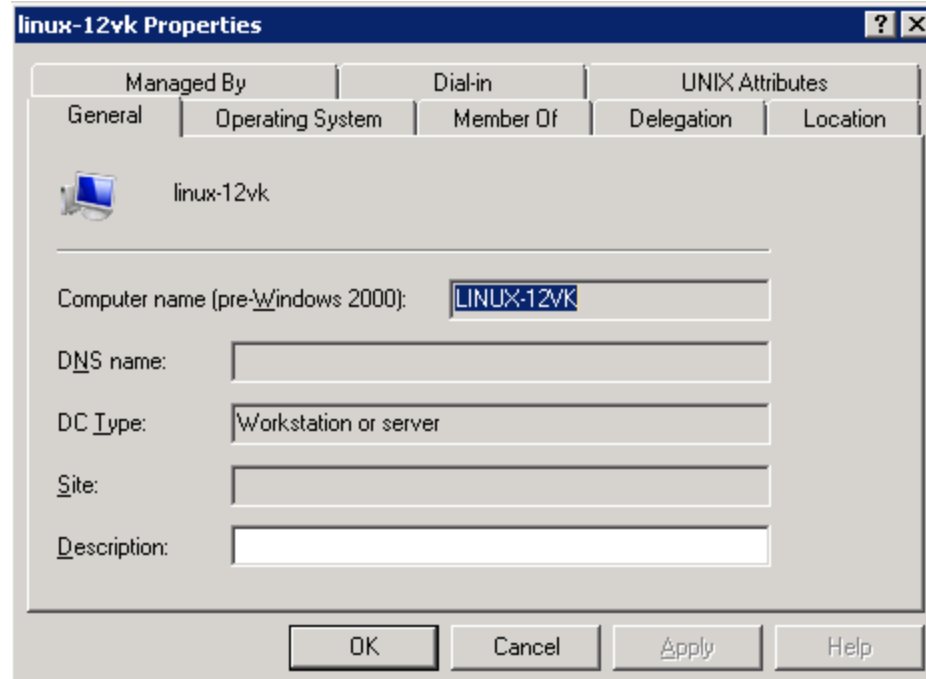 linux-12vk Properties ? X
Managed By Dial-in UNIX Attributes
General Operating System Member Of Delegation Location
linux-12vk
Computer name (pre-Windows 2000): LINUX-12VK
DNS name:
DC Type: Workstation or server
Site:
Description:
OK Cancel Apply Help